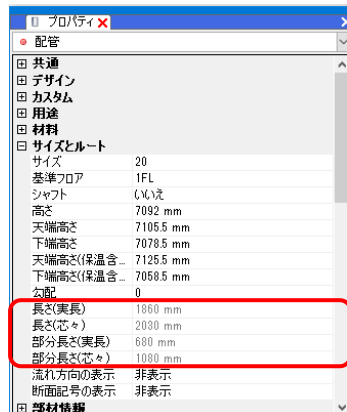 プロパティ
配管
共通
デザイン
カスタム
用途
材料
サイズとルート
サイズ 20
基準フロア 1FL
シャフト いいえ
高さ 7092 mm
天端高さ 7105.5 mm
下端高さ 7078.5 mm
天端高さ(保温含... 7125.5 mm
下端高さ(保温含... 7058.5 mm
勾配 0
長さ(実長) 1860 mm
長さ(芯々) 2030 mm
部分長さ(実長) 680 mm
部分長さ(芯々) 1080 mm
流れ方向の表示 非表示
断面記号の表示 非表示
部材情報